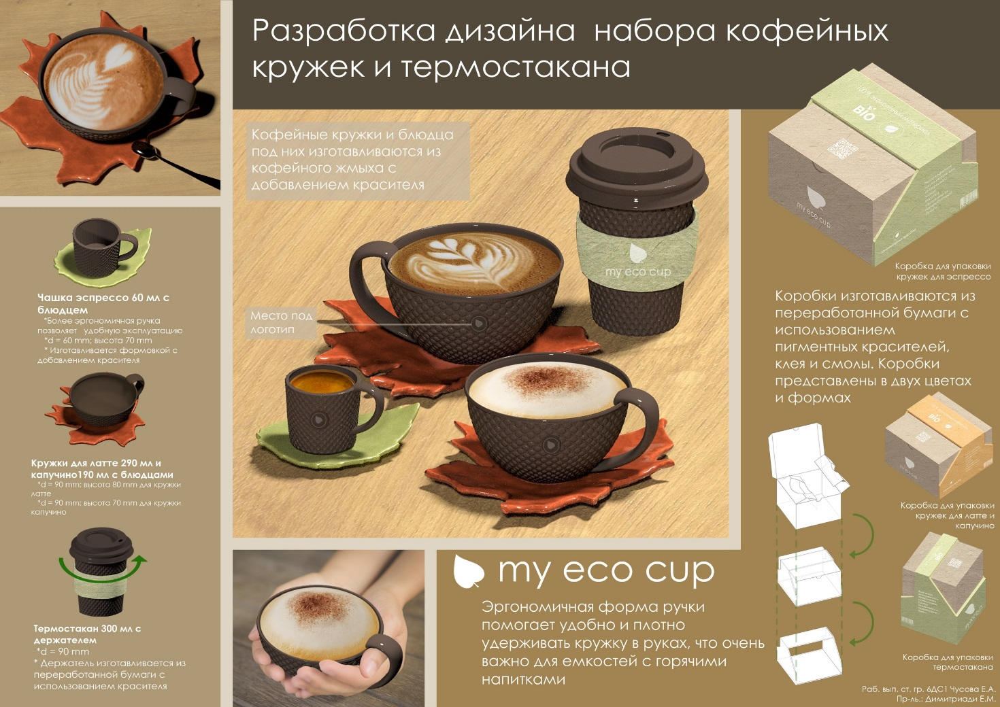 Разработка дизайна набора кофейных
кружек и термостакана
Кофейные кружки и блюдца
под них изготавливаются из
кофейного жмыха с
добавлением красителя
my eco cup
Место под
логотип
Чашка эспрессо 60 мл с
блюдцем
*Более эргономичная ручка
позволяет удобную эксплуатацию
*d = 60 mm; высота 70 mm
* Изготавливается формовкой с
добавлением красителя
Кружки для латте 290 мл и
капучино190 мл с блюдцами
*d = 90 mm; высота 80 mm для кружки
латте
*d = 90 mm; высота 70 mm для кружки
капучино
Термостакан 300 мл с
держателем
*d = 90 mm
* Держатель изготавливается из
переработанной бумаги с
использованием красителя
my eco cup
Эргономичная форма ручки
помогает удобно и плотно
удерживать кружку в руках, что очень
важно для емкостей с горячими
напитками
BIO
my eco cup
Коробка для упаковки
кружек для эспрессо
Коробки изготавливаются из
переработанной бумаги с
использованием
пигментных красителей,
клея и смолы. Коробки
представлены в двух цветах
и формах
BIO
my eco cup
Коробка для упаковки
кружек для латте и
капучино
Коробка для упаковки
термостакана
Раб. вып. ст. гр. 6ДС1 Чусова Е.А.
Пр-ль.: Димитриади Е.М.